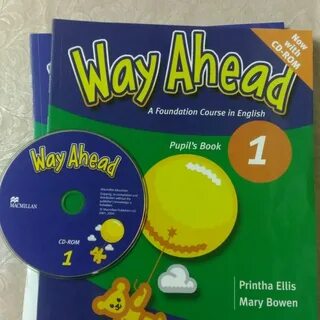 Now with
CD-ROM
Way Ahead
A Foundation Course in English
Pupil's Book 1
Printha Ellis
Mary Bowen
Way Ahead
MACMILLAN
CD-ROM
1